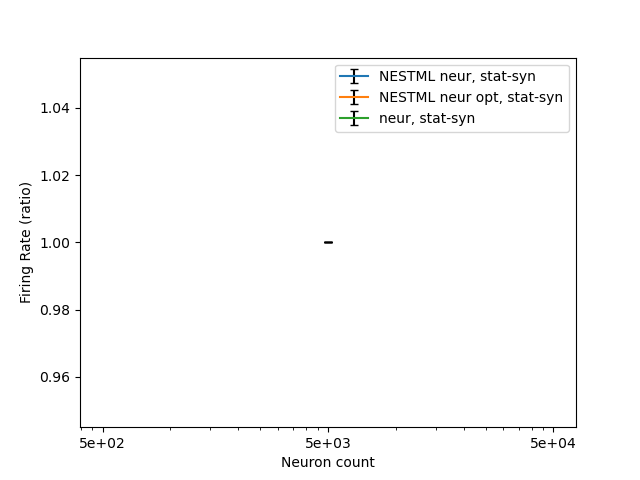 NESTML neur, stat-syn
NESTML neur opt, stat-syn
neur, stat-syn
1.04
1.02
1.00
0.98
0.96
Firing Rate (ratio)
5e+02
5e+03
5e+04
Neuron count